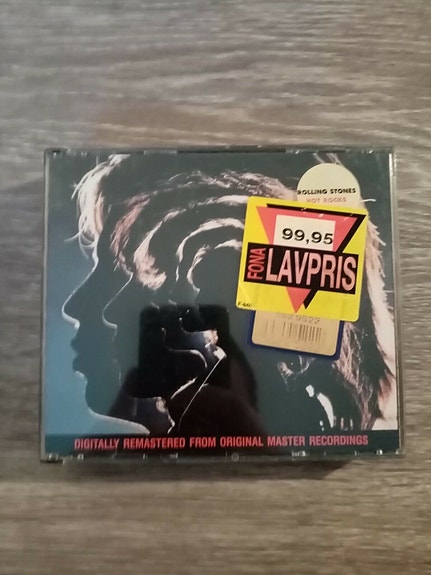 ROLLING STONES
HOT ROCKS
99,95
FONA
LAVPRIS
DIGITALLY REMASTERED FROM ORIGINAL MASTER RECORDINGS